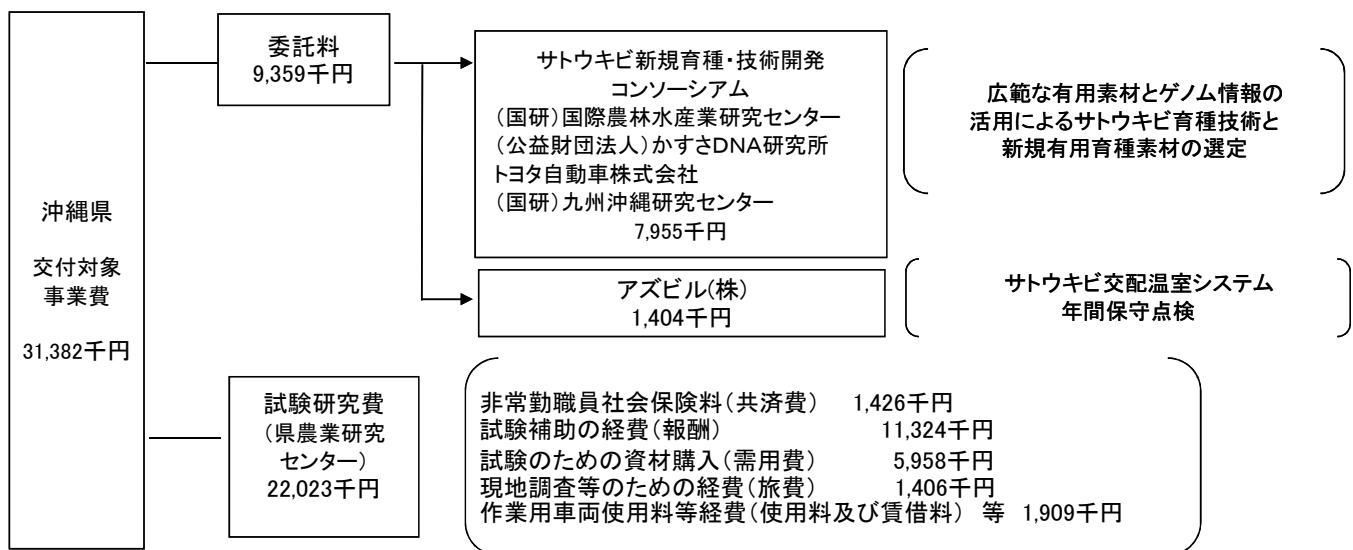 沖縄県
交付対象
事業費
31,382千円
委託料
9,359千円
サトウキビ新規育種・技術開発
コンソーシアム
(国研)国際農林水産業研究センター
(公益財団法人)かずさDNA研究所
トヨタ自動車株式会社
(国研)九州沖縄研究センター
7,955千円
広範な有用素材とゲノム情報の
活用によるサトウキビ育種技術と
新規有用育種素材の選定
アズビル(株)
1,404千円
サトウキビ交配温室システム
年間保守点検
試験研究費
(県農業研究
センター)
22,023千円
非常勤職員社会保険料(共済費) 1,426千円
試験補助の経費(報酬) 11,324千円
試験のための資材購入(需用費) 5,958千円
現地調査等のための経費(旅費) 1,406千円
作業用車両使用料等経費(使用料及び賃借料) 等 1,909千円